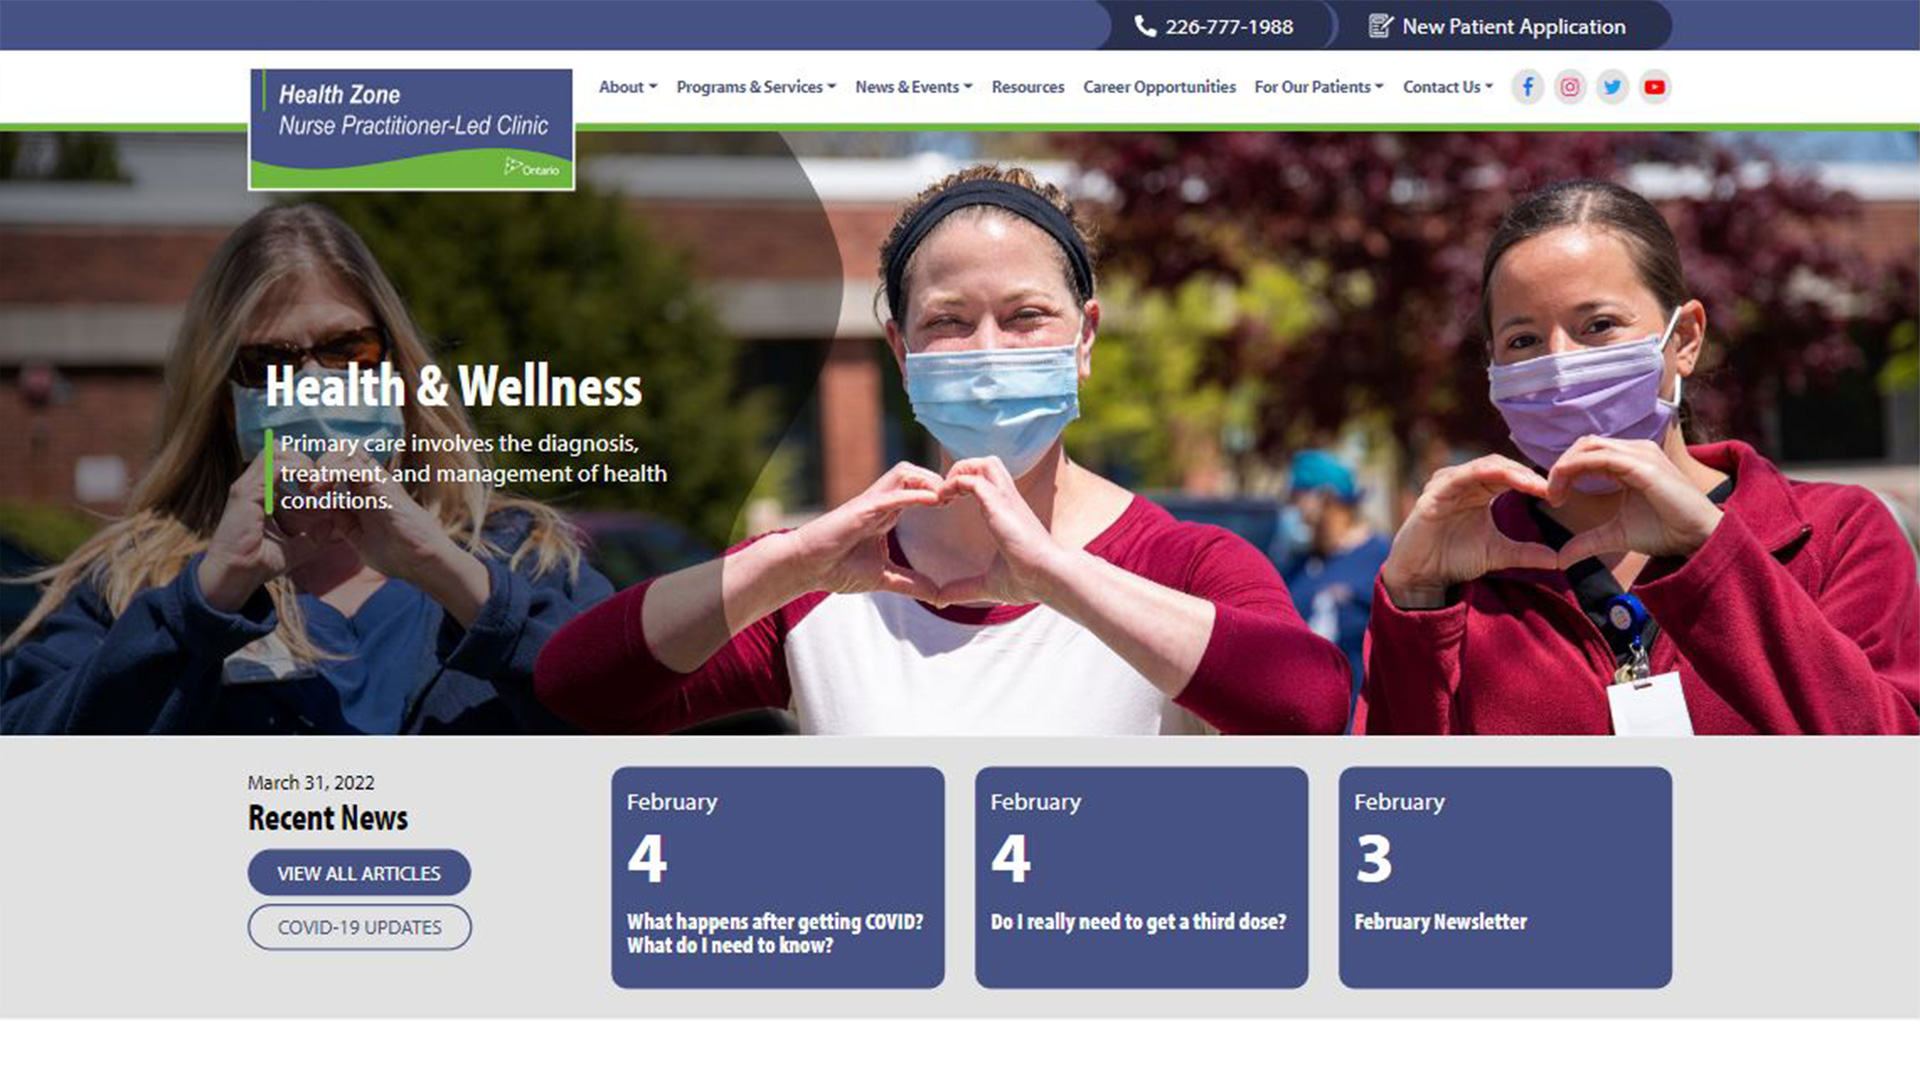 226-777-1988
New Patient Application
Health Zone
Nurse Practitioner-Led Clinic
Ontario
About
Programs & Services
News & Events
Resources
Career Opportunities
For Our Patients
Contact Us
Health & Wellness
Primary care involves the diagnosis,
treatment, and management of health
conditions.
March 31, 2022
Recent News
VIEW ALL ARTICLES
COVID-19 UPDATES
February
4
What happens after getting COVID?
What do I need to know?
February
4
Do I really need to get a third dose?
February
3
February Newsletter